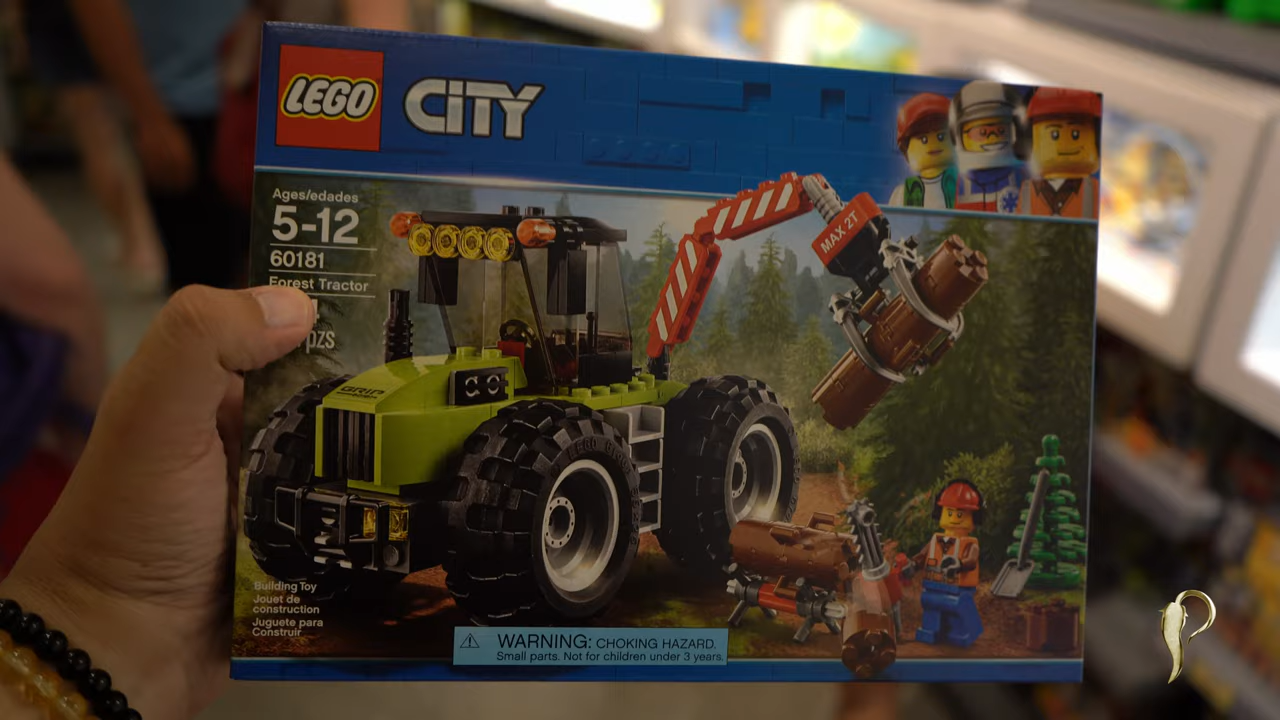 LEGO
CITY
Ages/edades
5-12
60181
Forest Tractor
pzs
MAX 2T
GRIP
Building Toy
Jouet de
construction
Juguete para
Construir
WARNING: CHOKING HAZARD.
Small parts. Not for children under 3 years.